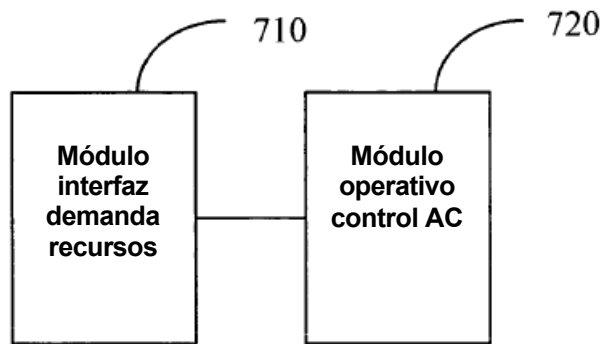 710
720
Módulo
interfaz
demanda
recursos
Módulo
operativo
control AC